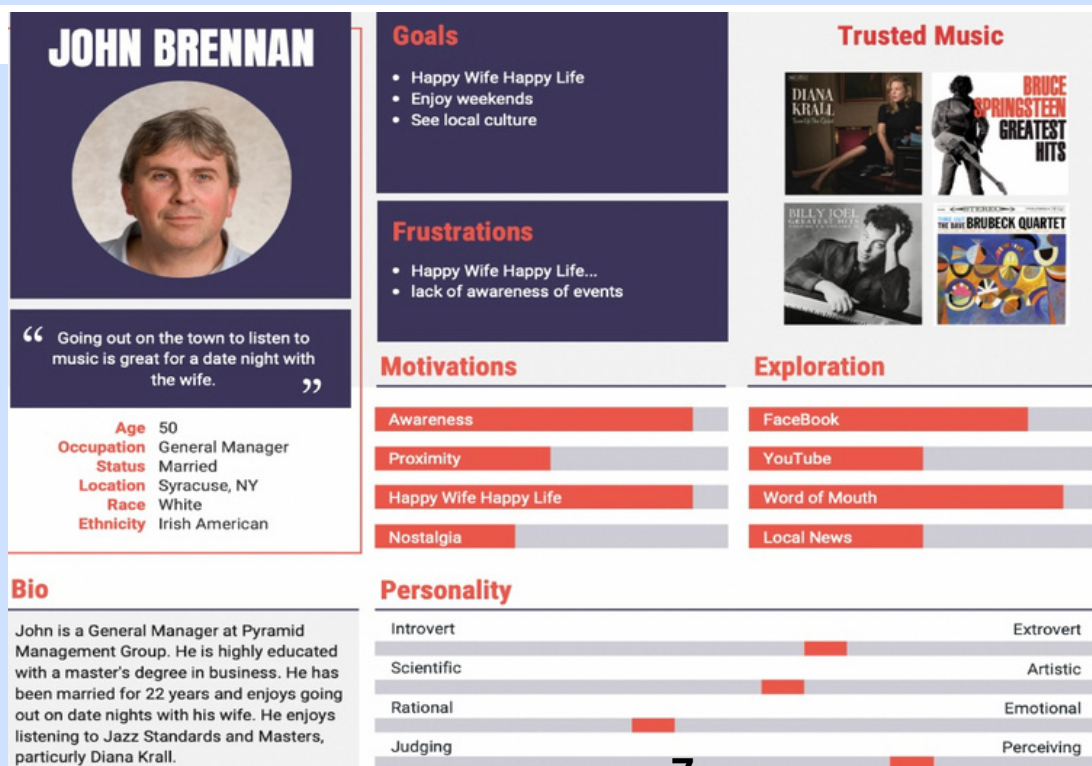 JOHN BRENNAN
“ Going out on the town to listen to
music is great for a date night with
the wife. ”
Age 50
Occupation General Manager
Status Married
Location Syracuse, NY
Race White
Ethnicity Irish American
Bio
John is a General Manager at Pyramid
Management Group. He is highly educated
with a master's degree in business. He has
been married for 22 years and enjoys going
out on date nights with his wife. He enjoys
listening to Jazz Standards and Masters,
particurly Diana Krall.
Goals
• Happy Wife Happy Life
• Enjoy weekends
• See local culture
Frustrations
• Happy Wife Happy Life...
• lack of awareness of events
Trusted Music
DIANA
KRALL
BRUCE
SPRINGSTEEN
GREATEST
HITS
BILLY JOEL
GREATEST HITS
STEREO
TIME OUT
THE DAVE BRUBECK QUARTET
Motivations
Awareness
Proximity
Happy Wife Happy Life
Nostalgia
Exploration
FaceBook
YouTube
Word of Mouth
Local News
Personality
Introvert Extrovert
Scientific Artistic
Rational Emotional
Judging Perceiving